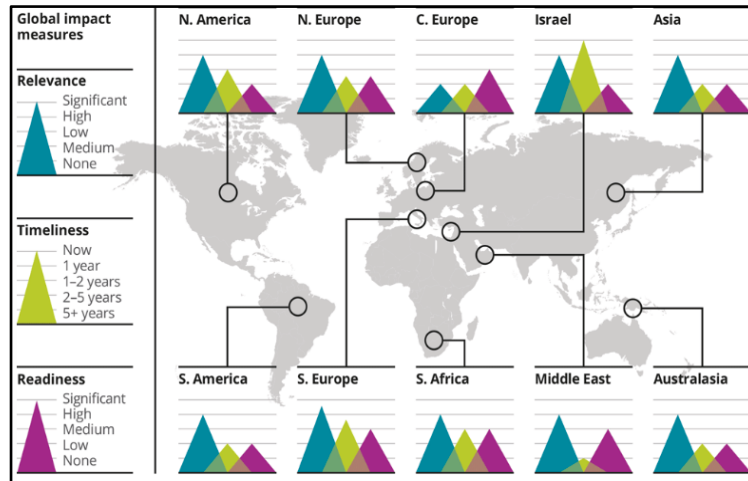 Global impact
measures
N. America
N. Europe
C. Europe
Israel
Asia
Relevance
Significant
High
Low
Medium
None
Timeliness
Now
1 year
1–2 years
2–5 years
5+ years
Readiness
Significant
High
Medium
Low
None
S. America
S. Europe
S. Africa
Middle East
Australasia